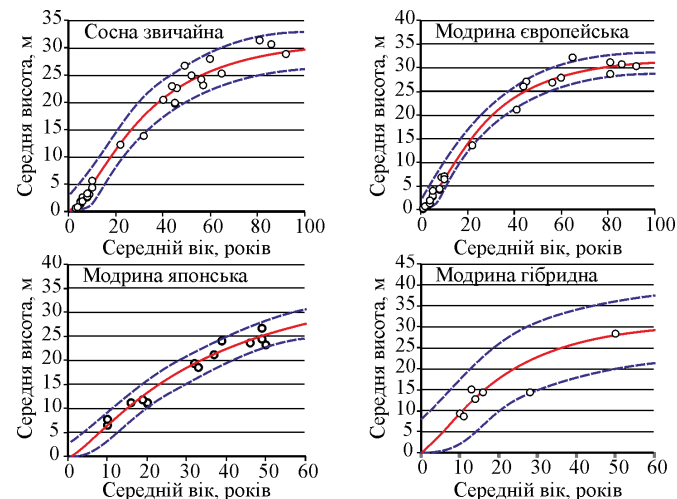 Сосна звичайна
Середня висота, м
35
30
25
20
15
10
5
0
0 20 40 60 80 100
Середній вік, років
Модрина європейська
Середня висота, м
40
35
30
25
20
15
10
5
0
0 20 40 60 80 100
Середній вік, років
Модрина японська
Середня висота, м
40
35
30
25
20
15
10
5
0
0 10 20 30 40 50 60
Середній вік, років
Модрина гібридна
Середня висота, м
45
40
35
30
25
20
15
10
5
0
0 10 20 30 40 50 60
Середній вік, років